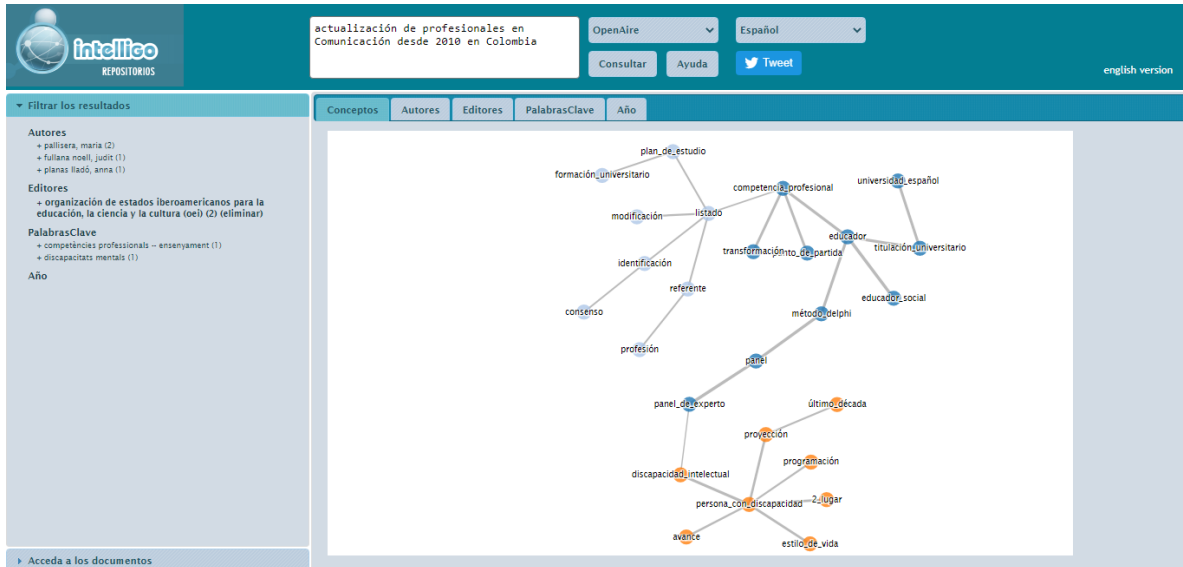 intelligo
REPOSITORIOS
actualización de profesionales en
Comunicación desde 2010 en Colombia
OpenAire
Español
Consultar
Ayuda
Tweet
english version
Filtrar los resultados
Autores
+ pallisera, maria (2)
+ fullana noell, judit (1)
+ planas lladó, anna (1)
Editores
+ organización de estados iberoamericanos para la
educación, la ciencia y la cultura (oei) (2) (eliminar)
PalabrasClave
+ competències professionals -- ensenyament (1)
+ discapacitats mentals (1)
Año
Acceda a los documentos
Conceptos
Autores
Editores
PalabrasClave
Año
plan_de_estudio
formación_universitario
competencia_profesional
universidad_español
modificación
listado
educador
transformación
punto_de_partida
titulación_universitario
identificación
referente
educador_social
consenso
método_delphi
profesión
panel
panel_de_experto
último_década
proyección
programación
discapacidad_intelectual
persona_con_discapacidad
2_lugar
avance
estilo_de_vida